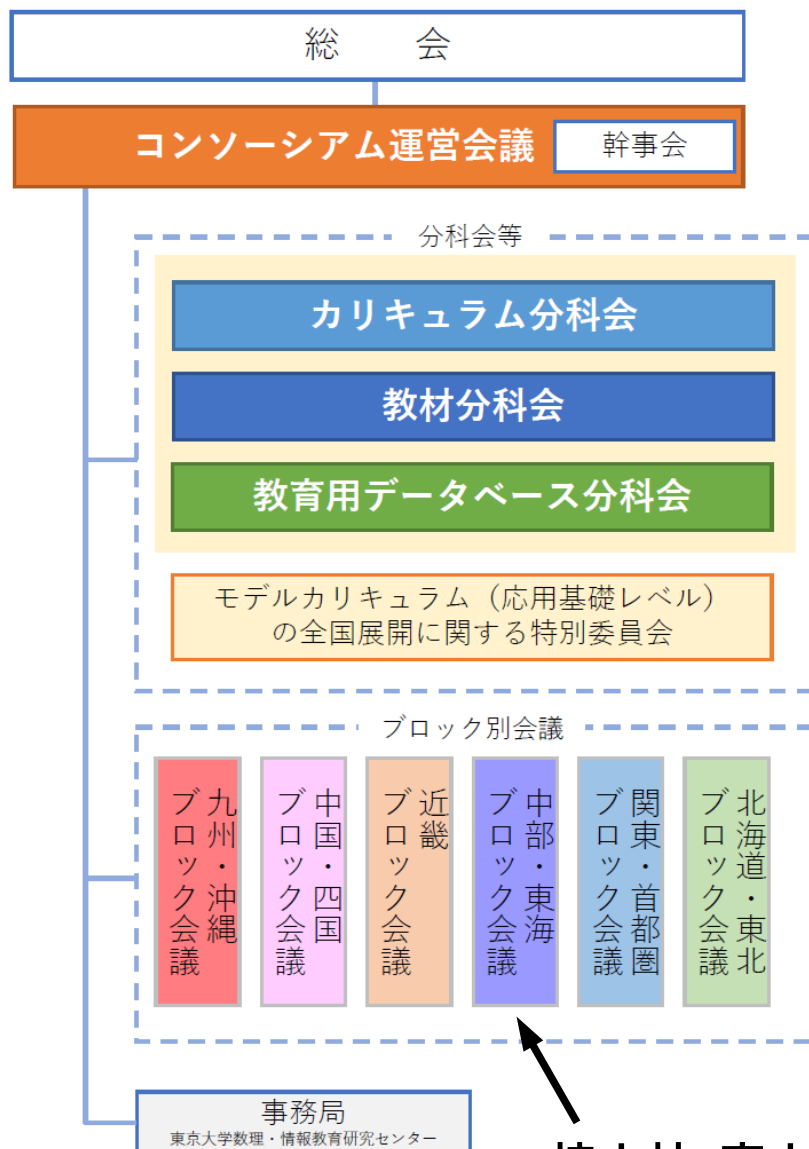 総 会
コンソーシアム運営会議
幹事会
分科会等
カリキュラム分科会
教材分科会
教育用データベース分科会
モデルカリキュラム（応用基礎レベル）
の全国展開に関する特別委員会
ブロック別会議
九州・沖縄
ブロック会議
中国・四国
ブロック会議
近畿
ブロック会議
中部・東海
ブロック会議
関東・首都圏
ブロック会議
北海道・東北
ブロック会議
事務局
東京大学数理・情報教育研究センター